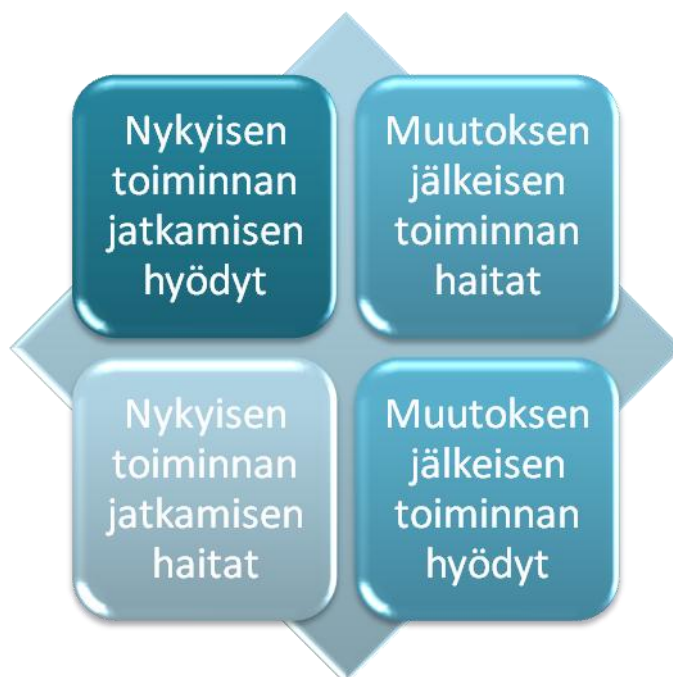 Nykyisen
toiminnan
jatkamisen
hyödyt
Muutoksen
jälkeisen
toiminnan
haitat
Nykyisen
toiminnan
jatkamisen
haitat
Muutoksen
jälkeisen
toiminnan
hyödyt